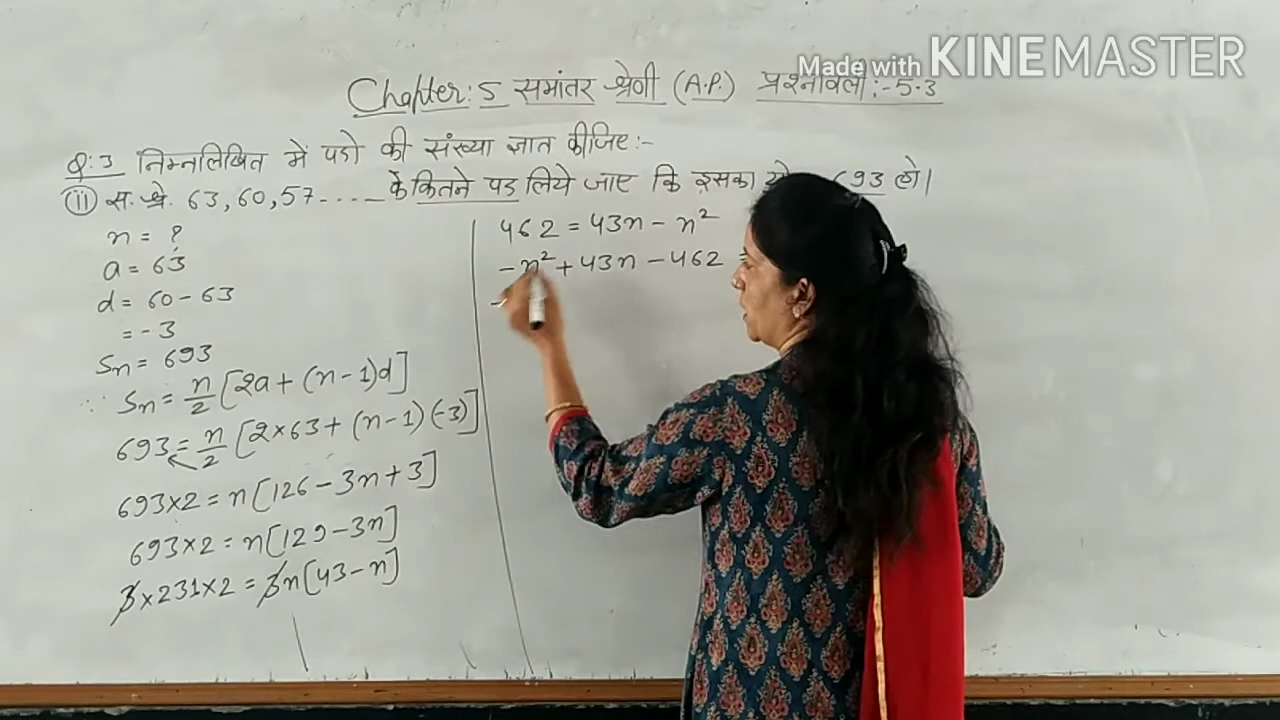 Made with KINEMASTER
Chapter: 5 समांतर श्रेणी (A.P.) प्रश्नावली:-5.3
Q:3 निम्नलिखित में पदो की संख्या ज्ञात कीजिए:-
(ii) स. श्रे. 63, 60, 57 ..... के कितने पद लिये जाए कि इसका 693 हो।
n = ?
a = 63
d = 60 - 63
= -3
Sn = 693
∴ Sn = n/2 [2a + (n - 1)d]
693 = n/2 [2×63 + (n - 1) (-3)]
693×2 = n[126 - 3n + 3]
693×2 = n[129 - 3n]
3×231×2 = 3n[43 - n]
462 = 43n - n²
-n² + 43n - 462 =
-